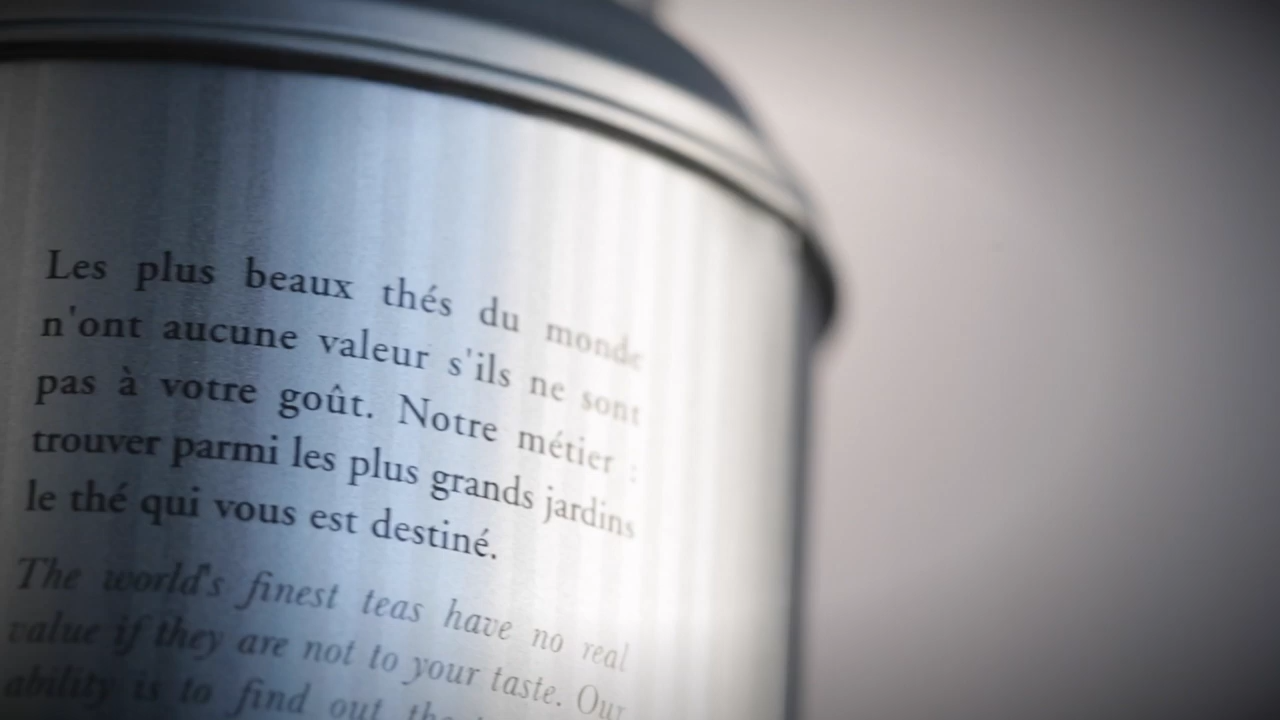 Les plus beaux thés du monde
n'ont aucune valeur s'ils ne sont
pas à votre goût. Notre métier :
trouver parmi les plus grands jardins
le thé qui vous est destiné.
The world's finest teas have no real
value if they are not to your taste. Our
ability is to find out the